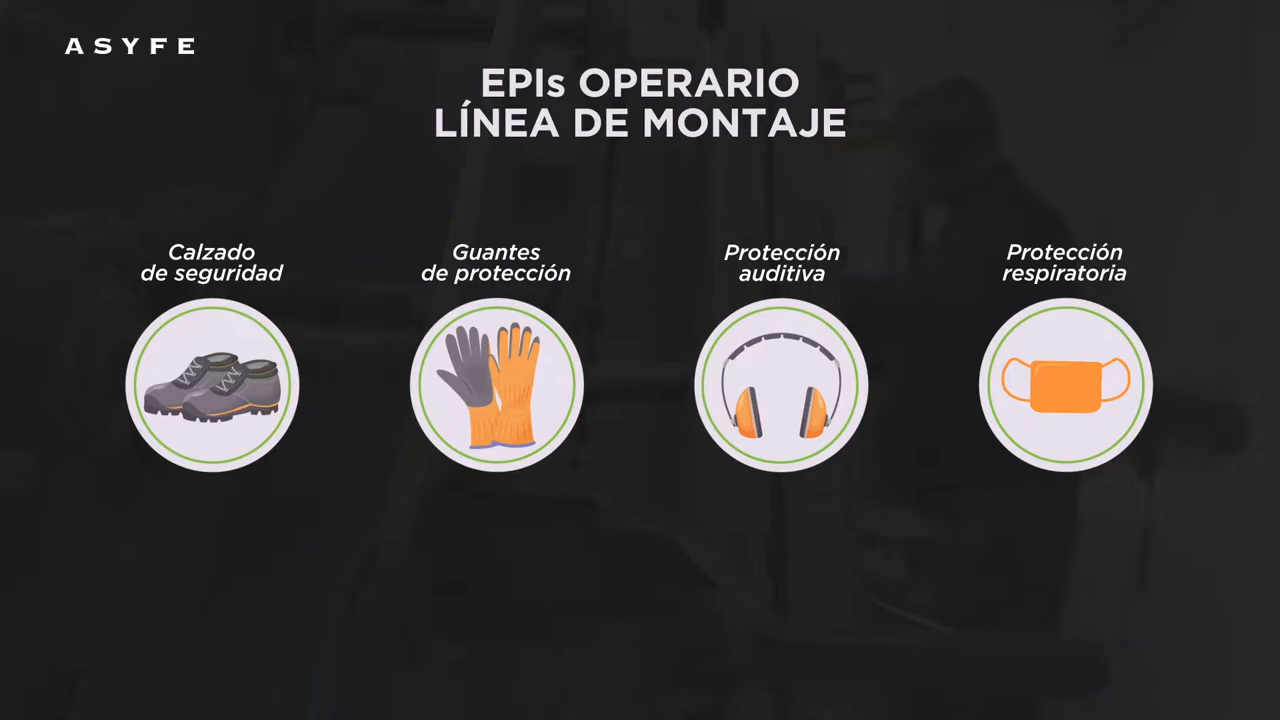 ASYFE
EPIs OPERARIO
LÍNEA DE MONTAJE
Calzado
de seguridad
Guantes
de protección
Protección
auditiva
Protección
respiratoria